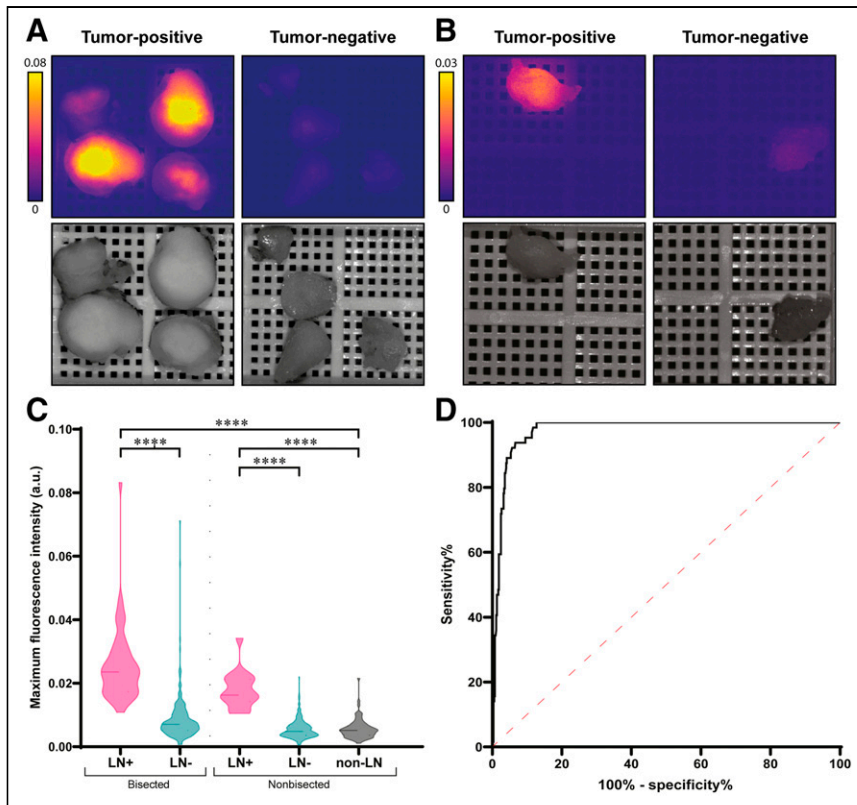 A
Tumor-positive Tumor-negative
0.08
0
B
Tumor-positive Tumor-negative
0.03
0
C
Maximum fluorescence intensity (a.u.)
0.10
0.08
0.06
0.04
0.02
0.00
****
****
****
****
LN+ LN- LN+ LN- non-LN
Bisected Nonbisected
D
Sensitivity%
100
80
60
40
20
0
0 20 40 60 80 100
100% - specificity%